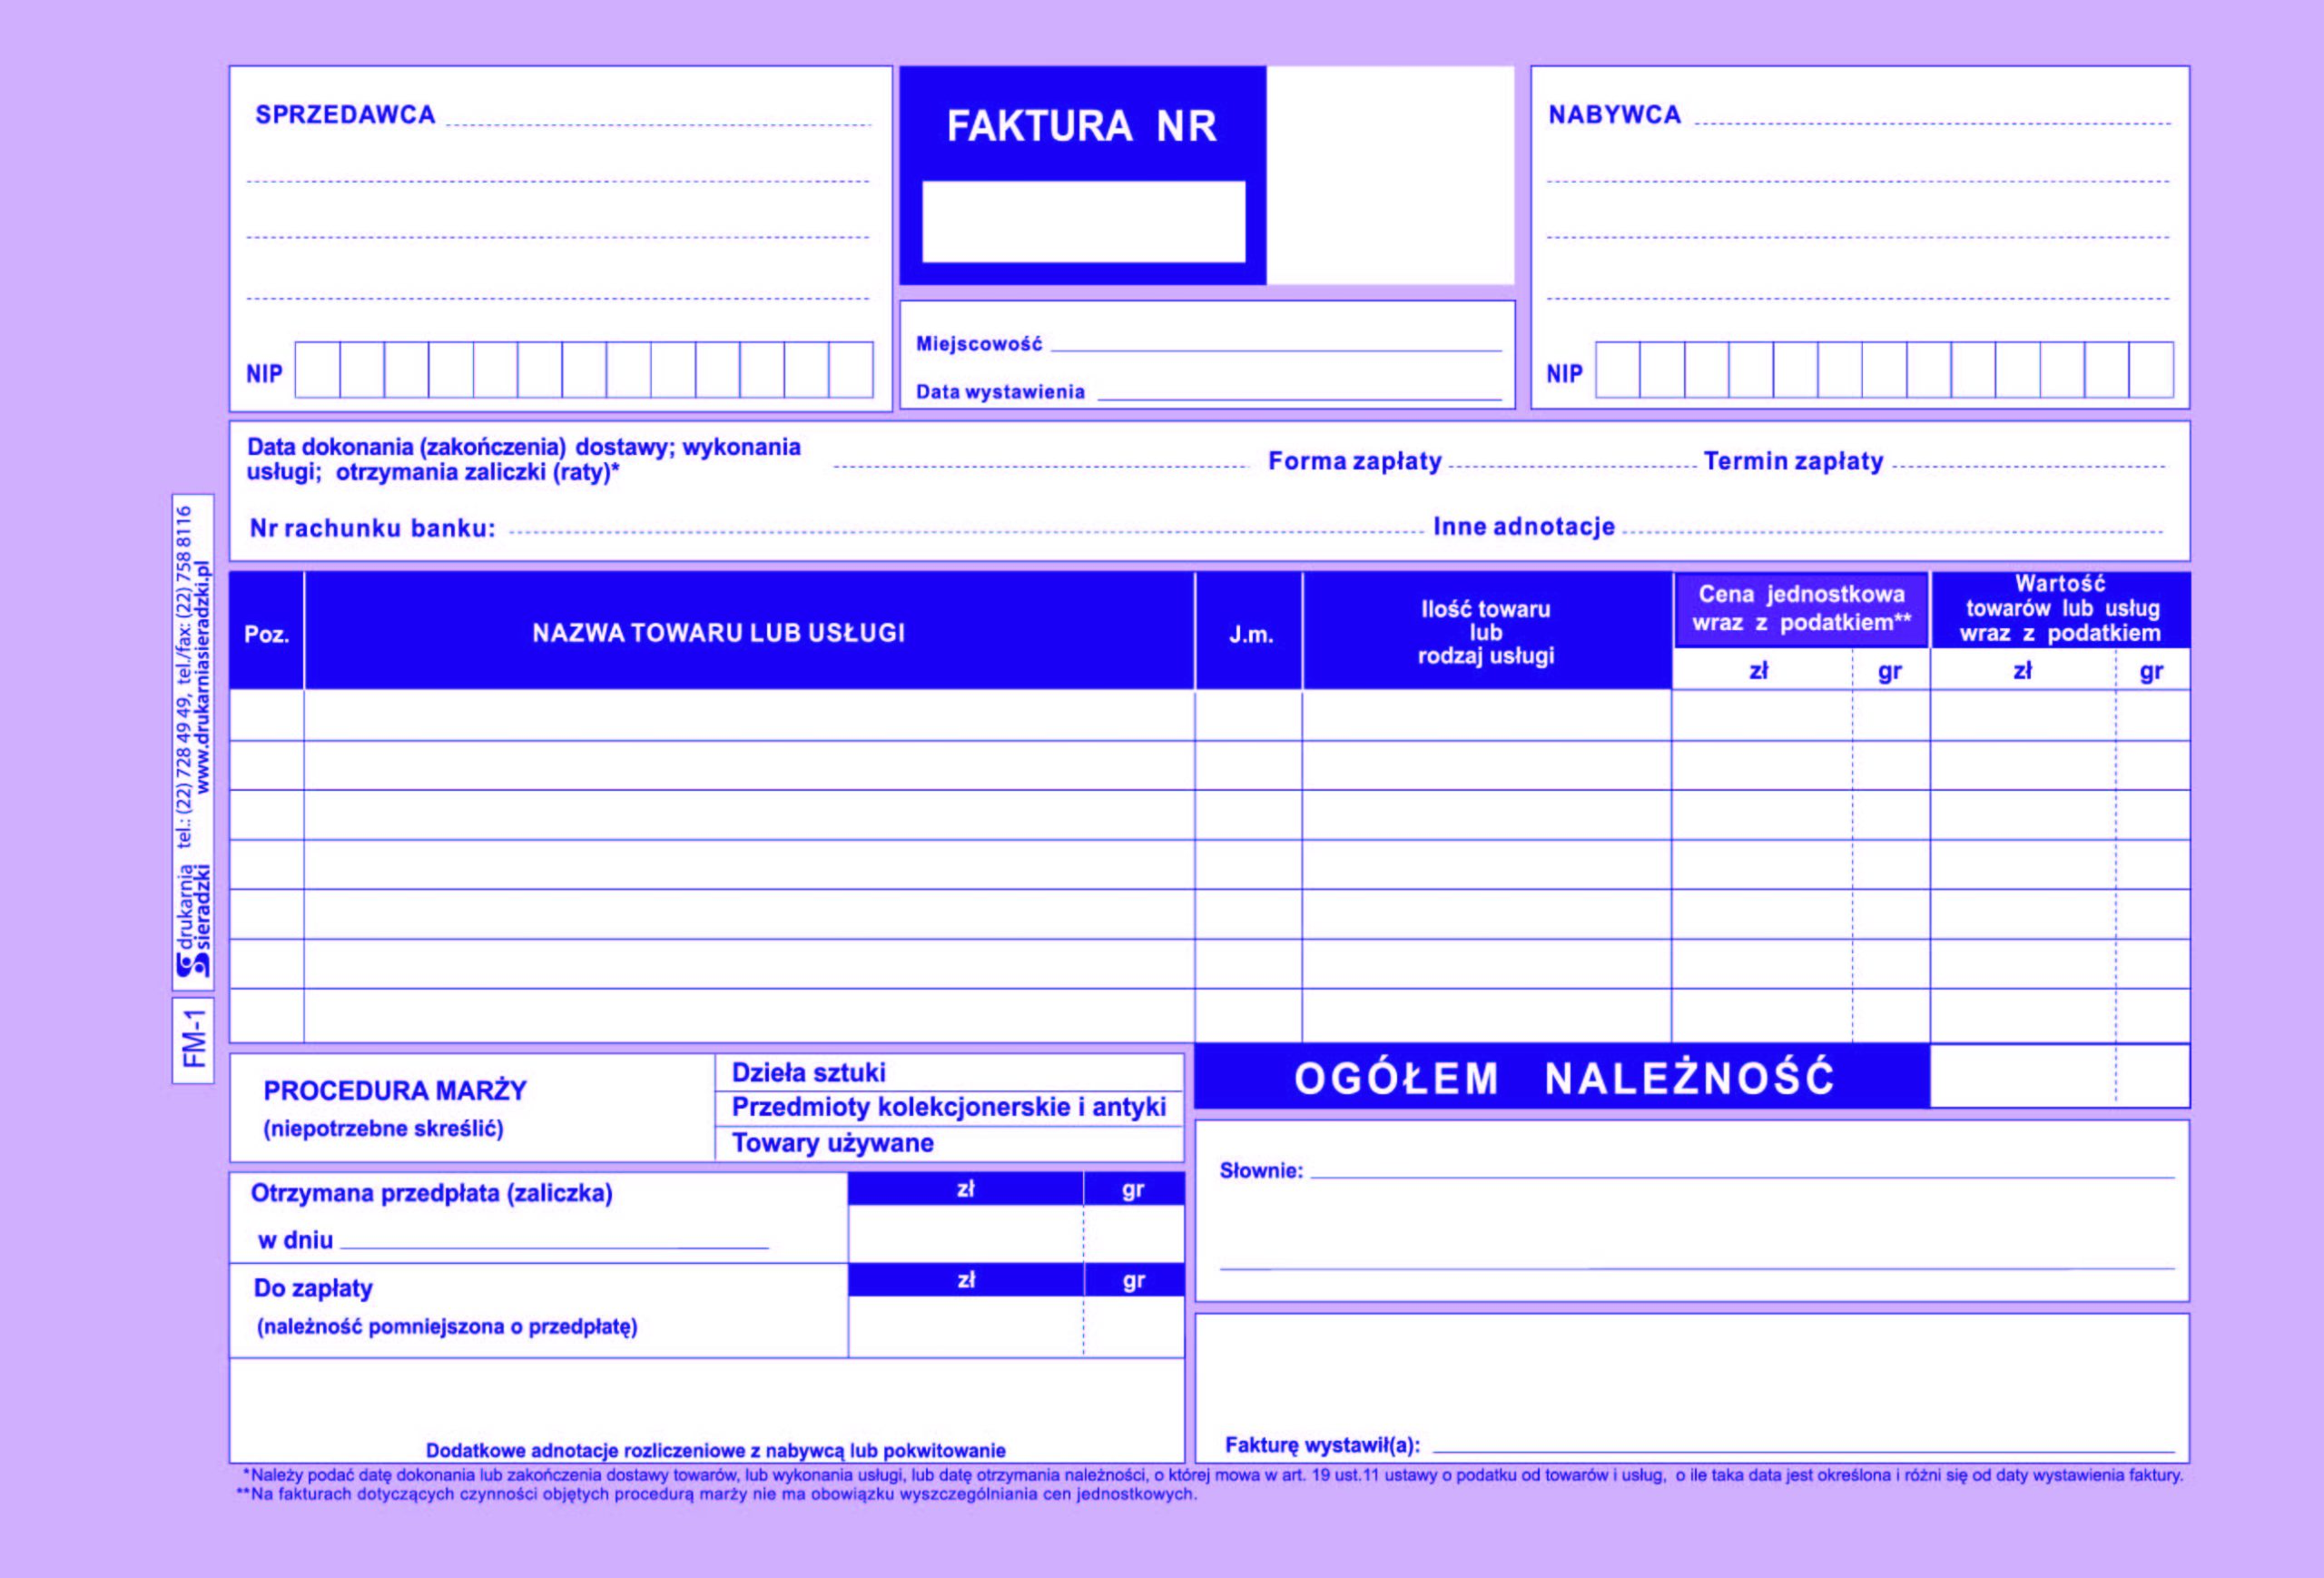 SPRZEDAWCA
NIP
FAKTURA NR
Miejscowość
Data wystawienia
NABYWCA
NIP
Data dokonania (zakończenia) dostawy; wykonania
usługi; otrzymania zaliczki (raty)*
Forma zapłaty
Termin zapłaty
Nr rachunku banku:
Inne adnotacje
Poz.
NAZWA TOWARU LUB USŁUGI
J.m.
Ilość towaru
lub
rodzaj usługi
Cena jednostkowa
wraz z podatkiem**
zł gr
Wartość
towarów lub usług
wraz z podatkiem
zł gr
OGÓŁEM NALEŻNOŚĆ
PROCEDURA MARŻY
(niepotrzebne skreślić)
Dzieła sztuki
Przedmioty kolekcjonerskie i antyki
Towary używane
Otrzymana przedpłata (zaliczka)
w dniu
zł gr
Do zapłaty
(należność pomniejszona o przedpłatę)
zł gr
Dodatkowe adnotacje rozliczeniowe z nabywcą lub pokwitowanie
Słownie:
Fakturę wystawił(a):
*Należy podać datę dokonania lub zakończenia dostawy towarów, lub wykonania usługi, lub datę otrzymania należności, o której mowa w art. 19 ust.11 ustawy o podatku od towarów i usług, o ile taka data jest określona i różni się od daty wystawienia faktury.
**Na fakturach dotyczących czynności objętych procedurą marży nie ma obowiązku wyszczególniania cen jednostkowych.
FM-1
drukarnia
sieradzki
tel.: (22) 728 49 49, tel./fax: (22) 758 8116
www.drukarniasieradzki.pl